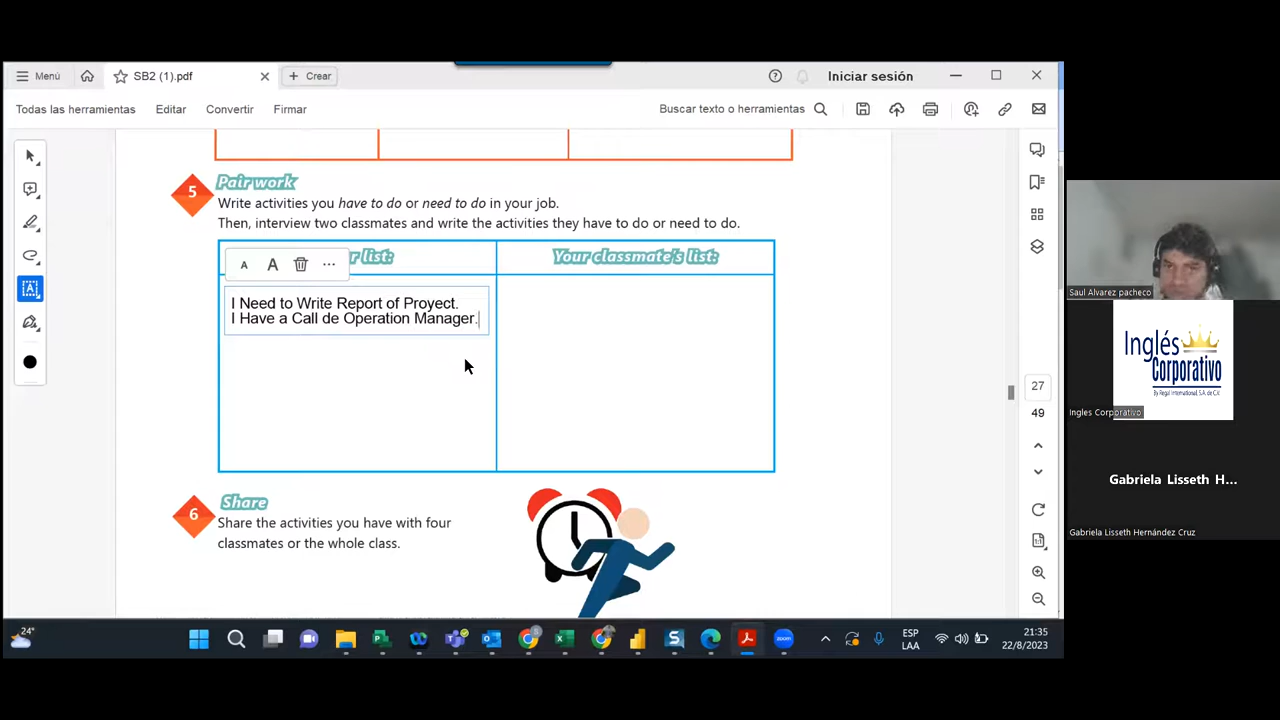 Menú
SB2 (1).pdf
Crear
Iniciar sesión
Todas las herramientas
Editar
Convertir
Firmar
Buscar texto o herramientas
5
Pair work
Write activities you have to do or need to do in your job.
Then, interview two classmates and write the activities they have to do or need to do.
r list:
Your classmate's list:
A A
I Need to Write Report of Proyect.
I Have a Call de Operation Manager.
6
Share
Share the activities you have with four
classmates or the whole class.
27
49
Saul Alvarez pacheco
Inglés
Corporativo
By Regal International, S.A. de C.V.
Ingles Corporativo
Gabriela Lisseth H...
Gabriela Lisseth Hernández Cruz
24°
zoom
ESP
LAA
21:35
22/8/2023